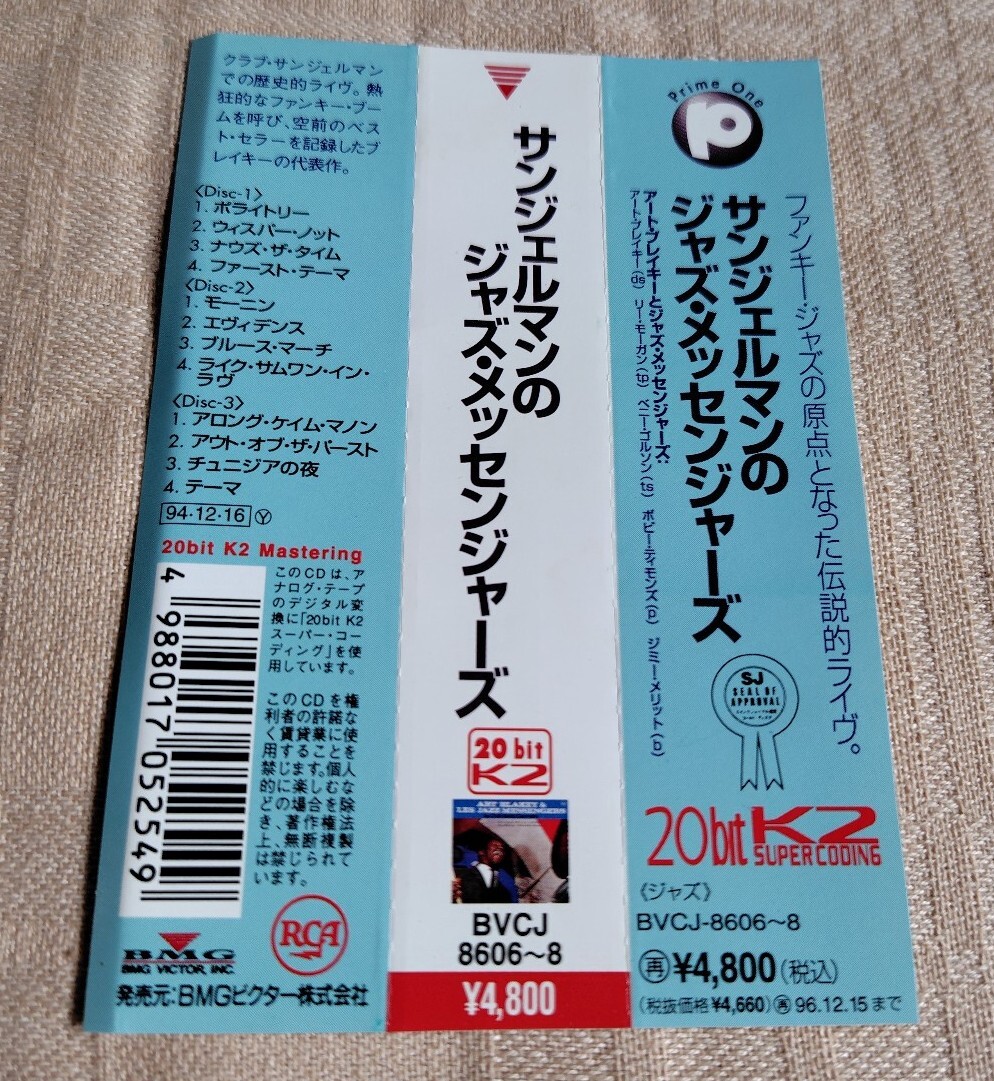 クラブ・サンジェルマン
での歴史的ライヴ。熱
狂的なファンキー・ブー
ムを呼び、空前のベス
ト・セラーを記録したブ
レイキーの代表作。
〈Disc-1〉
1. ポライトリー
2. ウィスパー・ノット
3. ナウズ・ザ・タイム
4. ファースト・テーマ
〈Disc-2〉
1. モーニン
2. エヴィデンス
3. ブルース・マーチ
4. ライク・サムワン・イン・
ラヴ
〈Disc-3〉
1. アロング・ケイム・マノン
2. アウト・オブ・ザ・パースト
3. チュニジアの夜
4. テーマ
94・12・16 Ⓨ
20bit K2 Mastering
このCDは、ア
ナログ・テープ
のデジタル変
換に「20bit K2
スーパー・コー
ディング」を使
用しています。
このCDを権
利者の許諾な
く賃貸業に使
用することを
禁じます。個人
的に楽しむな
どの場合を除
き、著作権法
上、無断複製
は禁じられて
います。
4 988017 052549
BMG
BMG VICTOR, INC.
RCA
発売元:BMGビクター株式会社
サンジェルマンの
ジャズ・メッセンジャーズ
20 bit
K2
ART BLAKEY &
LES JAZZ-MESSENGERS
BVCJ
8606〜8
¥4,800
Prime One
p
ファンキー・ジャズの原点となった伝説的ライヴ。
サンジェルマンの
ジャズ・メッセンジャーズ
アート・ブレイキーとジャズ・メッセンジャーズ:
アート・ブレイキー(ds) リー・モーガン(tp) ベニー・ゴルソン(ts) ボビー・ティモンズ(p) ジミー・メリット(b)
SJ
SEAL OF
APPROVAL
20bit K2
SUPER CODING
《ジャズ》
BVCJ-8606〜8
㊢¥4,800(税込)
(税抜価格¥4,660) 再 96.12.15まで